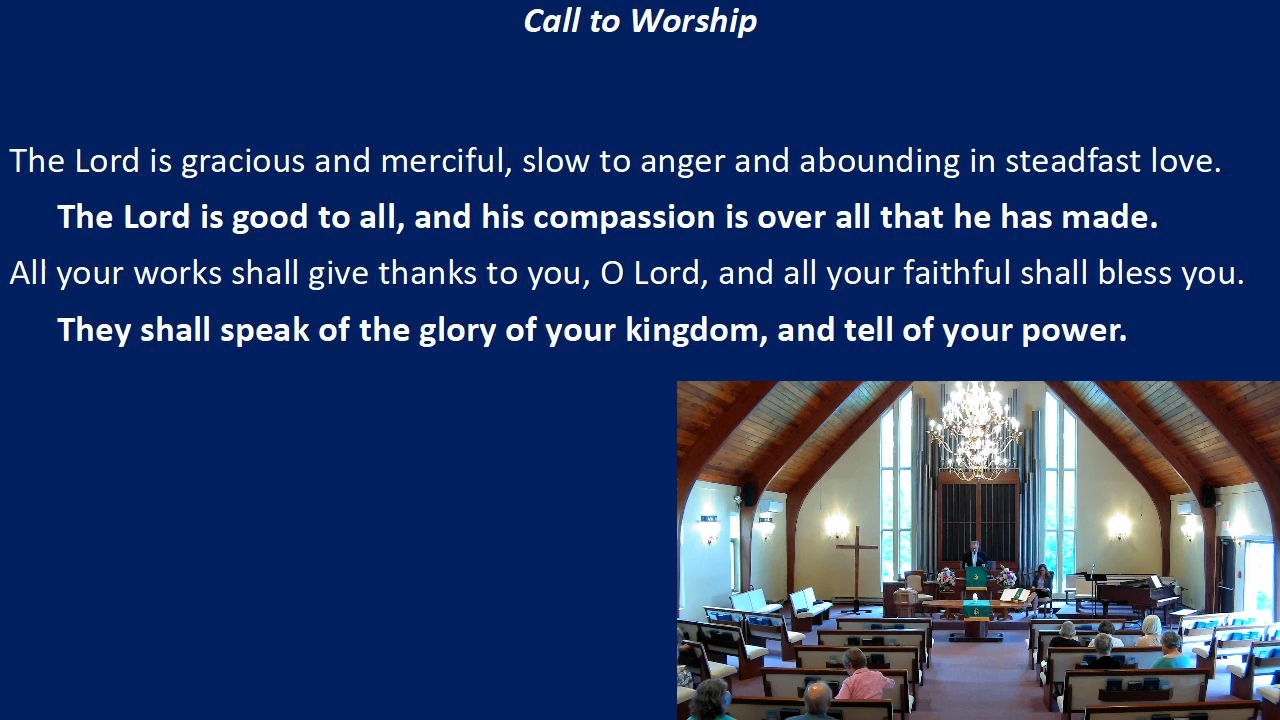 Call to Worship
The Lord is gracious and merciful, slow to anger and abounding in steadfast love.
The Lord is good to all, and his compassion is over all that he has made.
All your works shall give thanks to you, O Lord, and all your faithful shall bless you.
They shall speak of the glory of your kingdom, and tell of your power.